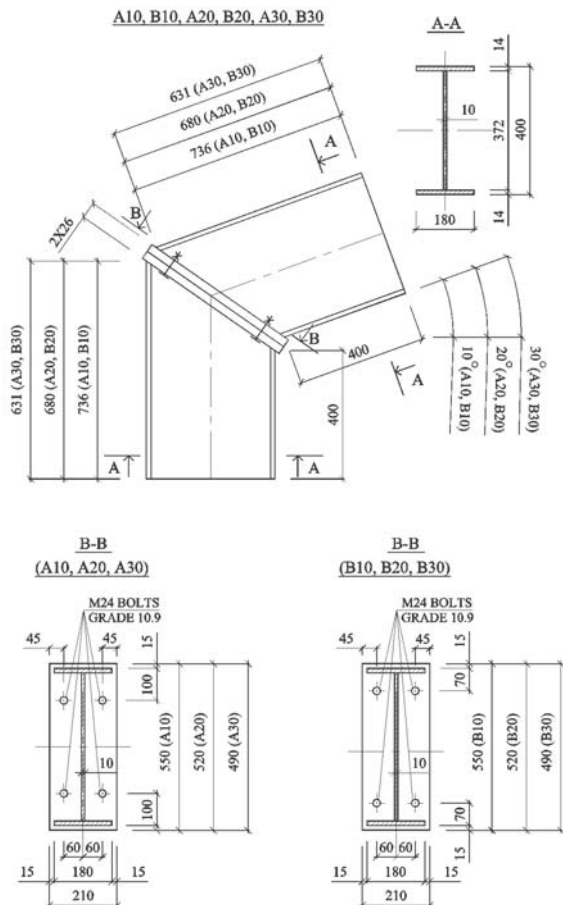 A10, B10, A20, B20, A30, B30
A-A
631 (A30, B30)
680 (A20, B20)
736 (A10, B10)
A
B
2X26
14
10
372
400
180
14
631 (A30, B30)
680 (A20, B20)
736 (A10, B10)
B
400
A
400
10° (A10, B10)
20° (A20, B20)
30° (A30, B30)
A
A
B-B
(A10, A20, A30)
M24 BOLTS
GRADE 10.9
45
45
15
100
10
100
550 (A10)
520 (A20)
490 (A30)
60 60
15
180
15
210
B-B
(B10, B20, B30)
M24 BOLTS
GRADE 10.9
45
45
15
70
10
70
15
550 (B10)
520 (B20)
490 (B30)
60 60
15
180
15
210